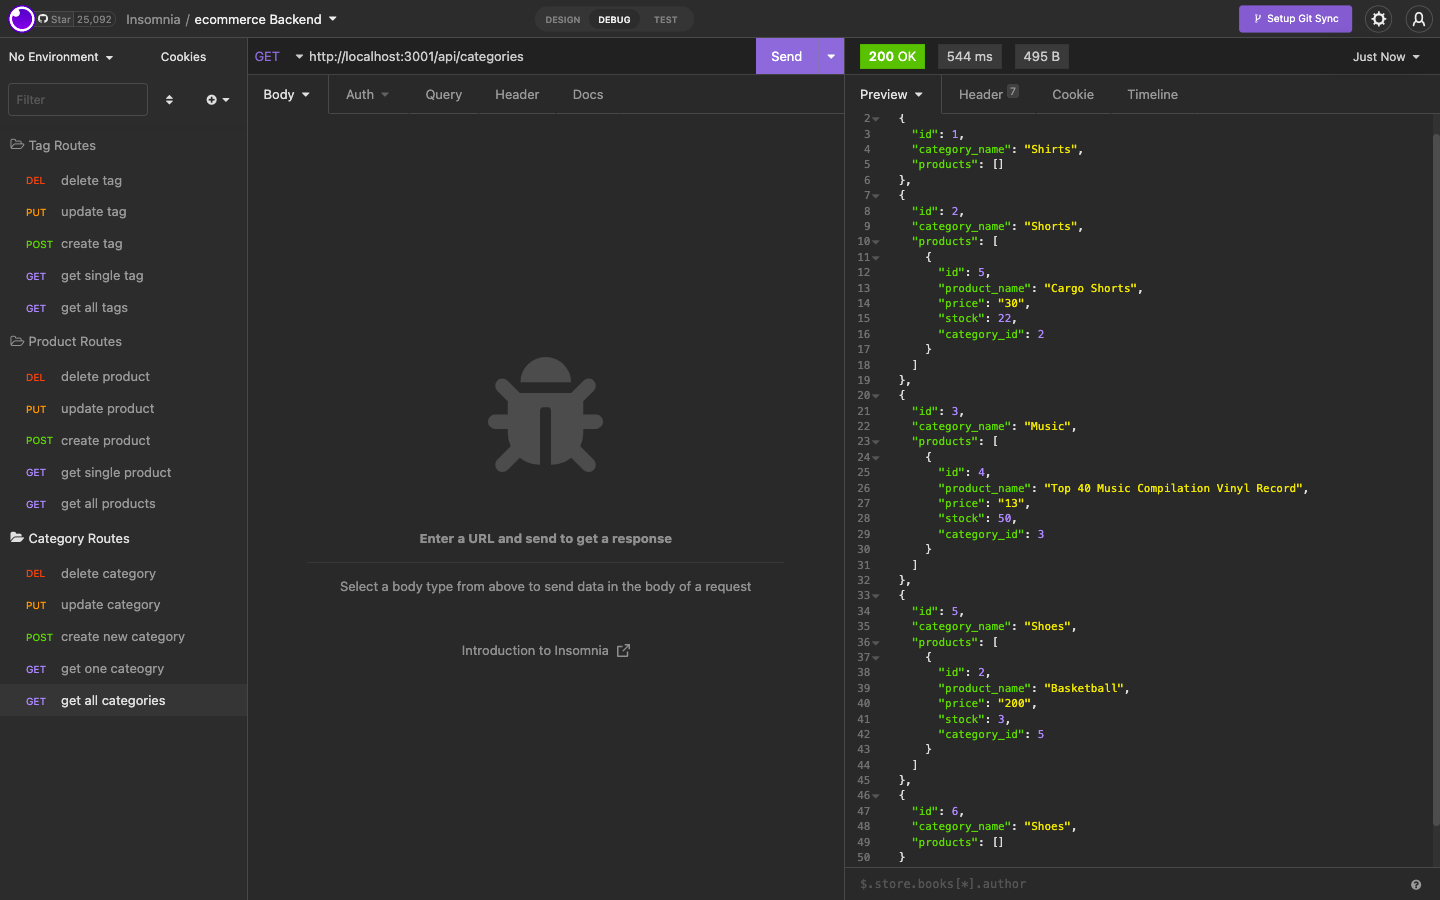 Star 25,092 Insomnia / ecommerce Backend
DESIGN DEBUG TEST
Setup Git Sync
No Environment Cookies
Filter
Tag Routes
DEL delete tag
PUT update tag
POST create tag
GET get single tag
GET get all tags
Product Routes
DEL delete product
PUT update product
POST create product
GET get single product
GET get all products
Category Routes
DEL delete category
PUT update category
POST create new category
GET get one cateogry
GET get all categories
GET http://localhost:3001/api/categories Send
Body Auth Query Header Docs
Enter a URL and send to get a response
Select a body type from above to send data in the body of a request
Introduction to Insomnia
200 OK 544 ms 495 B Just Now
Preview Header 7 Cookie Timeline
2 {
3 "id": 1,
4 "category_name": "Shirts",
5 "products": []
6 },
7 {
8 "id": 2,
9 "category_name": "Shorts",
10 "products": [
11 {
12 "id": 5,
13 "product_name": "Cargo Shorts",
14 "price": "30",
15 "stock": 22,
16 "category_id": 2
17 }
18 ]
19 },
20 {
21 "id": 3,
22 "category_name": "Music",
23 "products": [
24 {
25 "id": 4,
26 "product_name": "Top 40 Music Compilation Vinyl Record",
27 "price": "13",
28 "stock": 50,
29 "category_id": 3
30 }
31 ]
32 },
33 {
34 "id": 5,
35 "category_name": "Shoes",
36 "products": [
37 {
38 "id": 2,
39 "product_name": "Basketball",
40 "price": "200",
41 "stock": 3,
42 "category_id": 5
43 }
44 ]
45 },
46 {
47 "id": 6,
48 "category_name": "Shoes",
49 "products": []
50 }
$.store.books[*].author